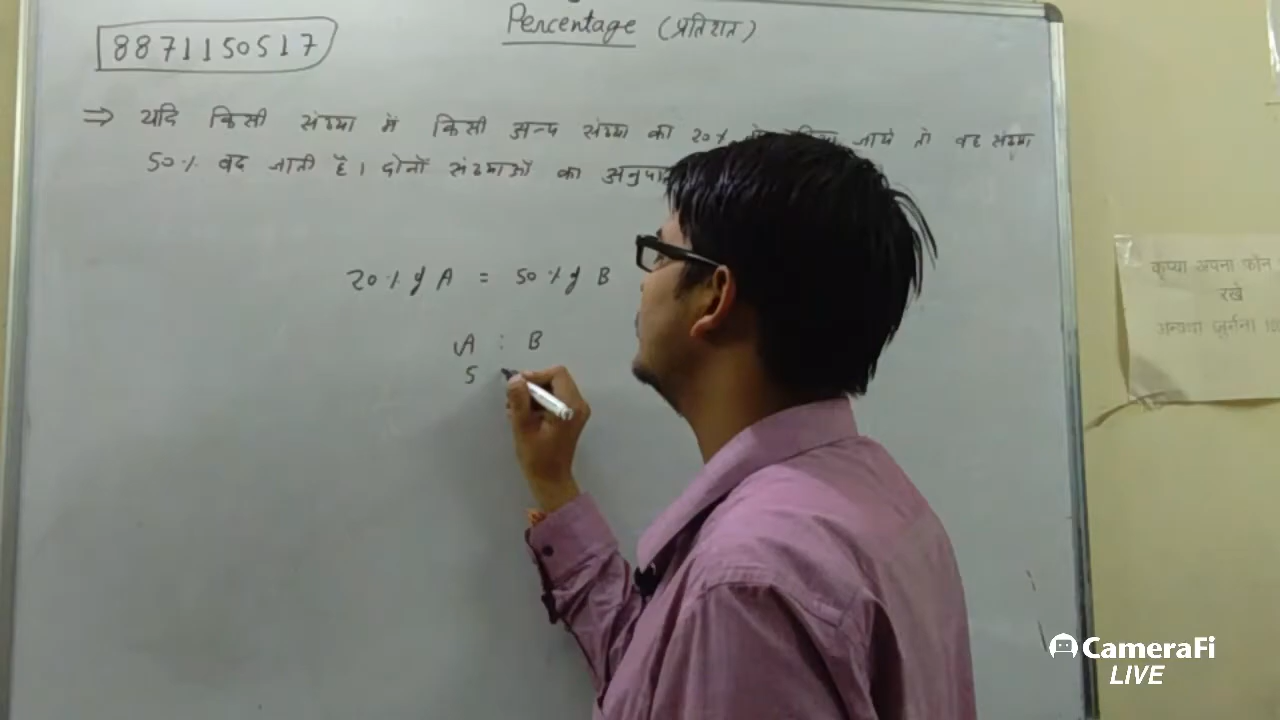 Percentage (प्रतिशत)
8871150517
⇒ यदि किसी संख्या में किसी अन्य संख्या का 20% जाये तो वह संख्या
50% बढ़ जाती है। दोनों संख्याओं का अनुपात
20% of A = 50% of B
A : B
5
कृप्या अपना फोन
रखे
अन्यथा जुर्माना
CameraFi
LIVE